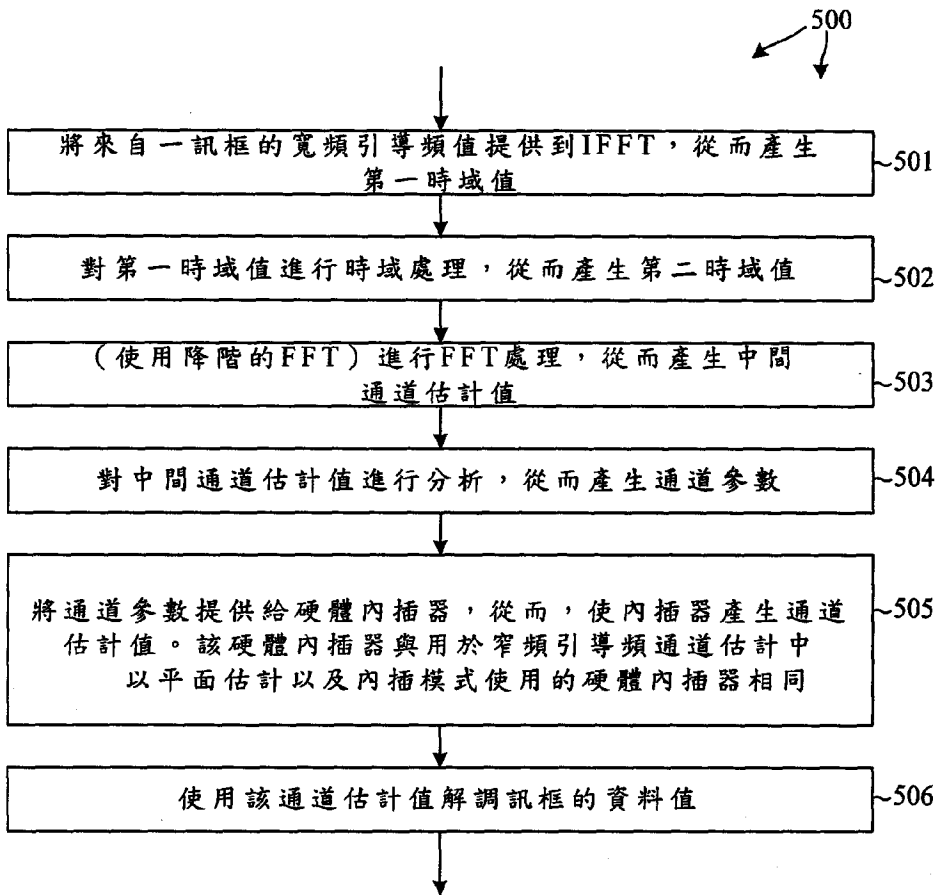 500
將來自一訊框的寬頻引導頻值提供到IFFT，從而產生
第一時域值
~501
對第一時域值進行時域處理，從而產生第二時域值
~502
（使用降階的FFT）進行FFT處理，從而產生中間
通道估計值
~503
對中間通道估計值進行分析，從而產生通道參數
~504
將通道參數提供給硬體內插器，從而，使內插器產生通道
估計值。該硬體內插器與用於窄頻引導頻通道估計中
以平面估計以及內插模式使用的硬體內插器相同
~505
使用該通道估計值解調訊框的資料值
~506